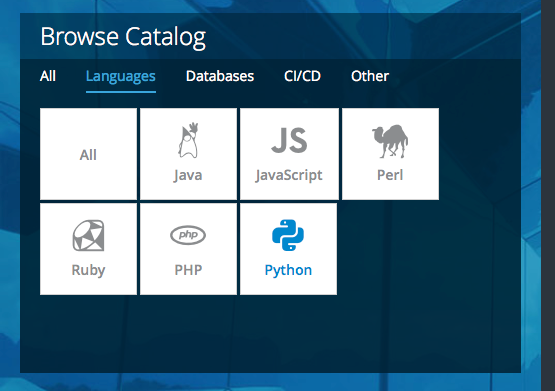 Browse Catalog
All Languages Databases CI/CD Other
All
JS
Java JavaScript Perl
php
Ruby PHP Python